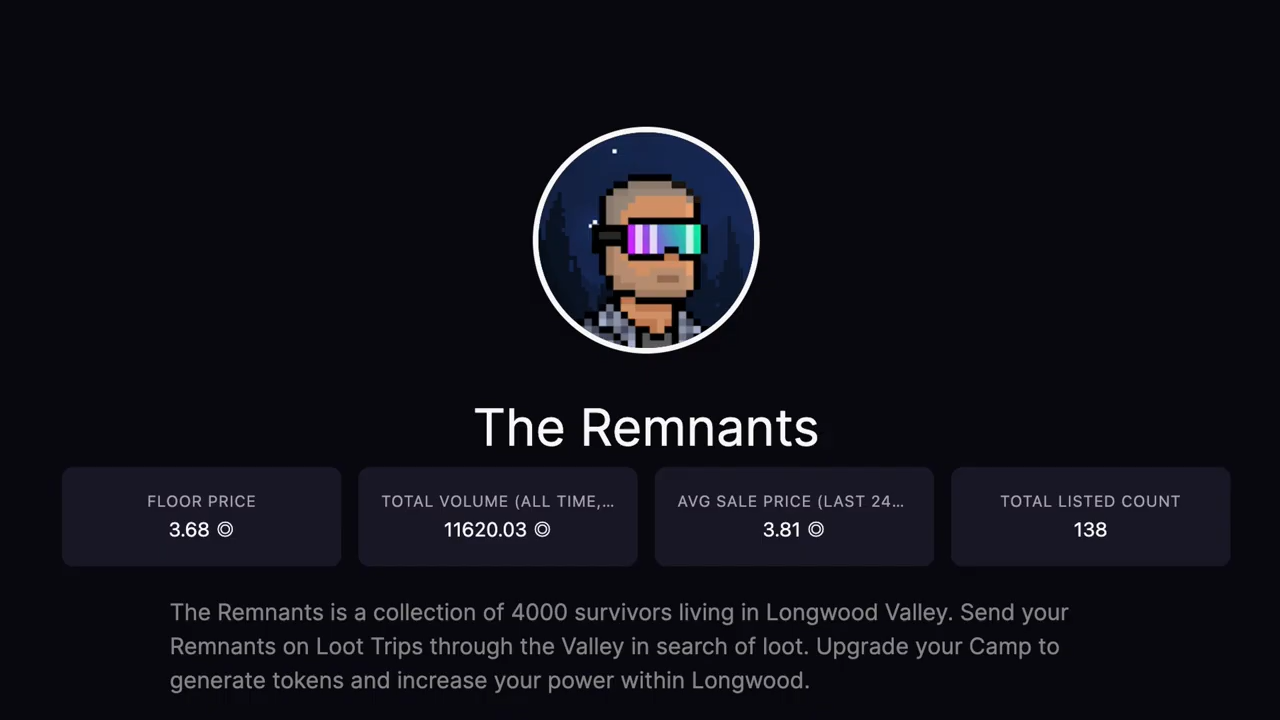 The Remnants
FLOOR PRICE
3.68
TOTAL VOLUME (ALL TIME,...
11620.03
AVG SALE PRICE (LAST 24...
3.81
TOTAL LISTED COUNT
138
The Remnants is a collection of 4000 survivors living in Longwood Valley. Send your
Remnants on Loot Trips through the Valley in search of loot. Upgrade your Camp to
generate tokens and increase your power within Longwood.